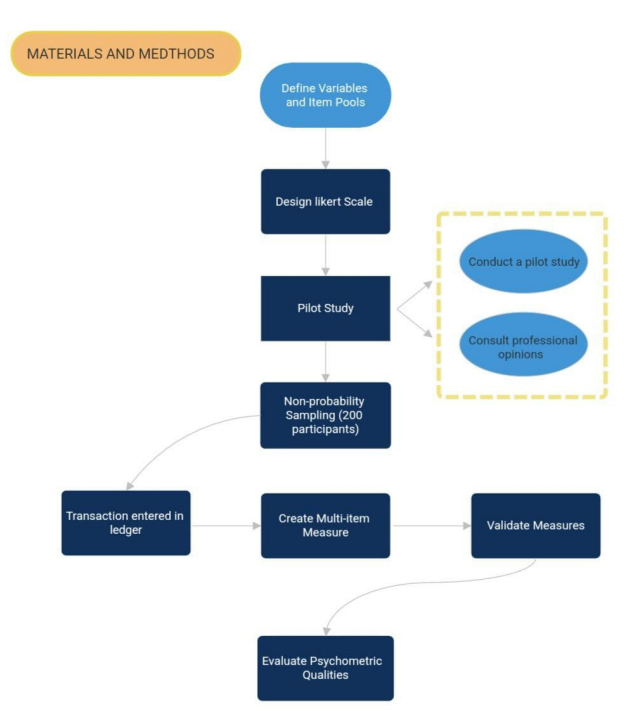 MATERIALS AND MEDTHODS
Define Variables
and Item Pools
Design likert Scale
Pilot Study
Conduct a pilot study
Consult professional
opinions
Non-probability
Sampling (200
participants)
Transaction entered in
ledger
Create Multi-item
Measure
Validate Measures
Evaluate Psychometric
Qualities